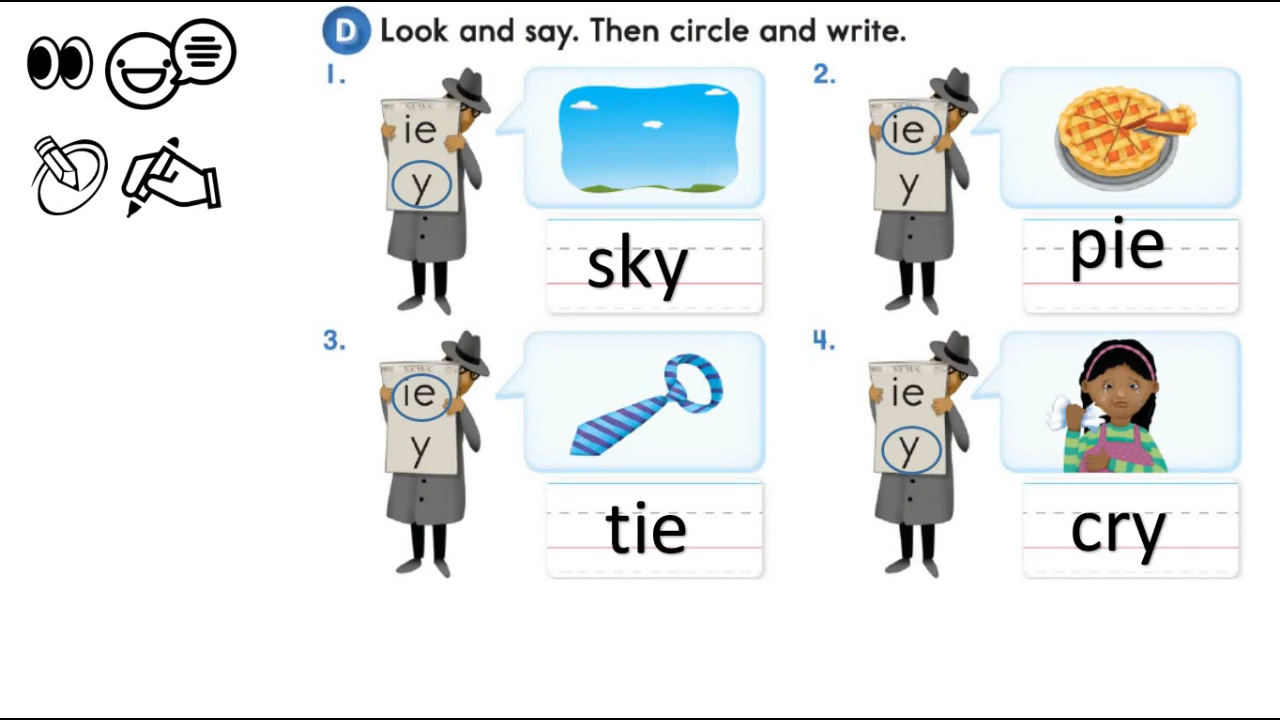 D Look and say. Then circle and write.
1.
ie
y
sky
2.
ie
y
pie
3.
ie
y
tie
4.
ie
y
cry